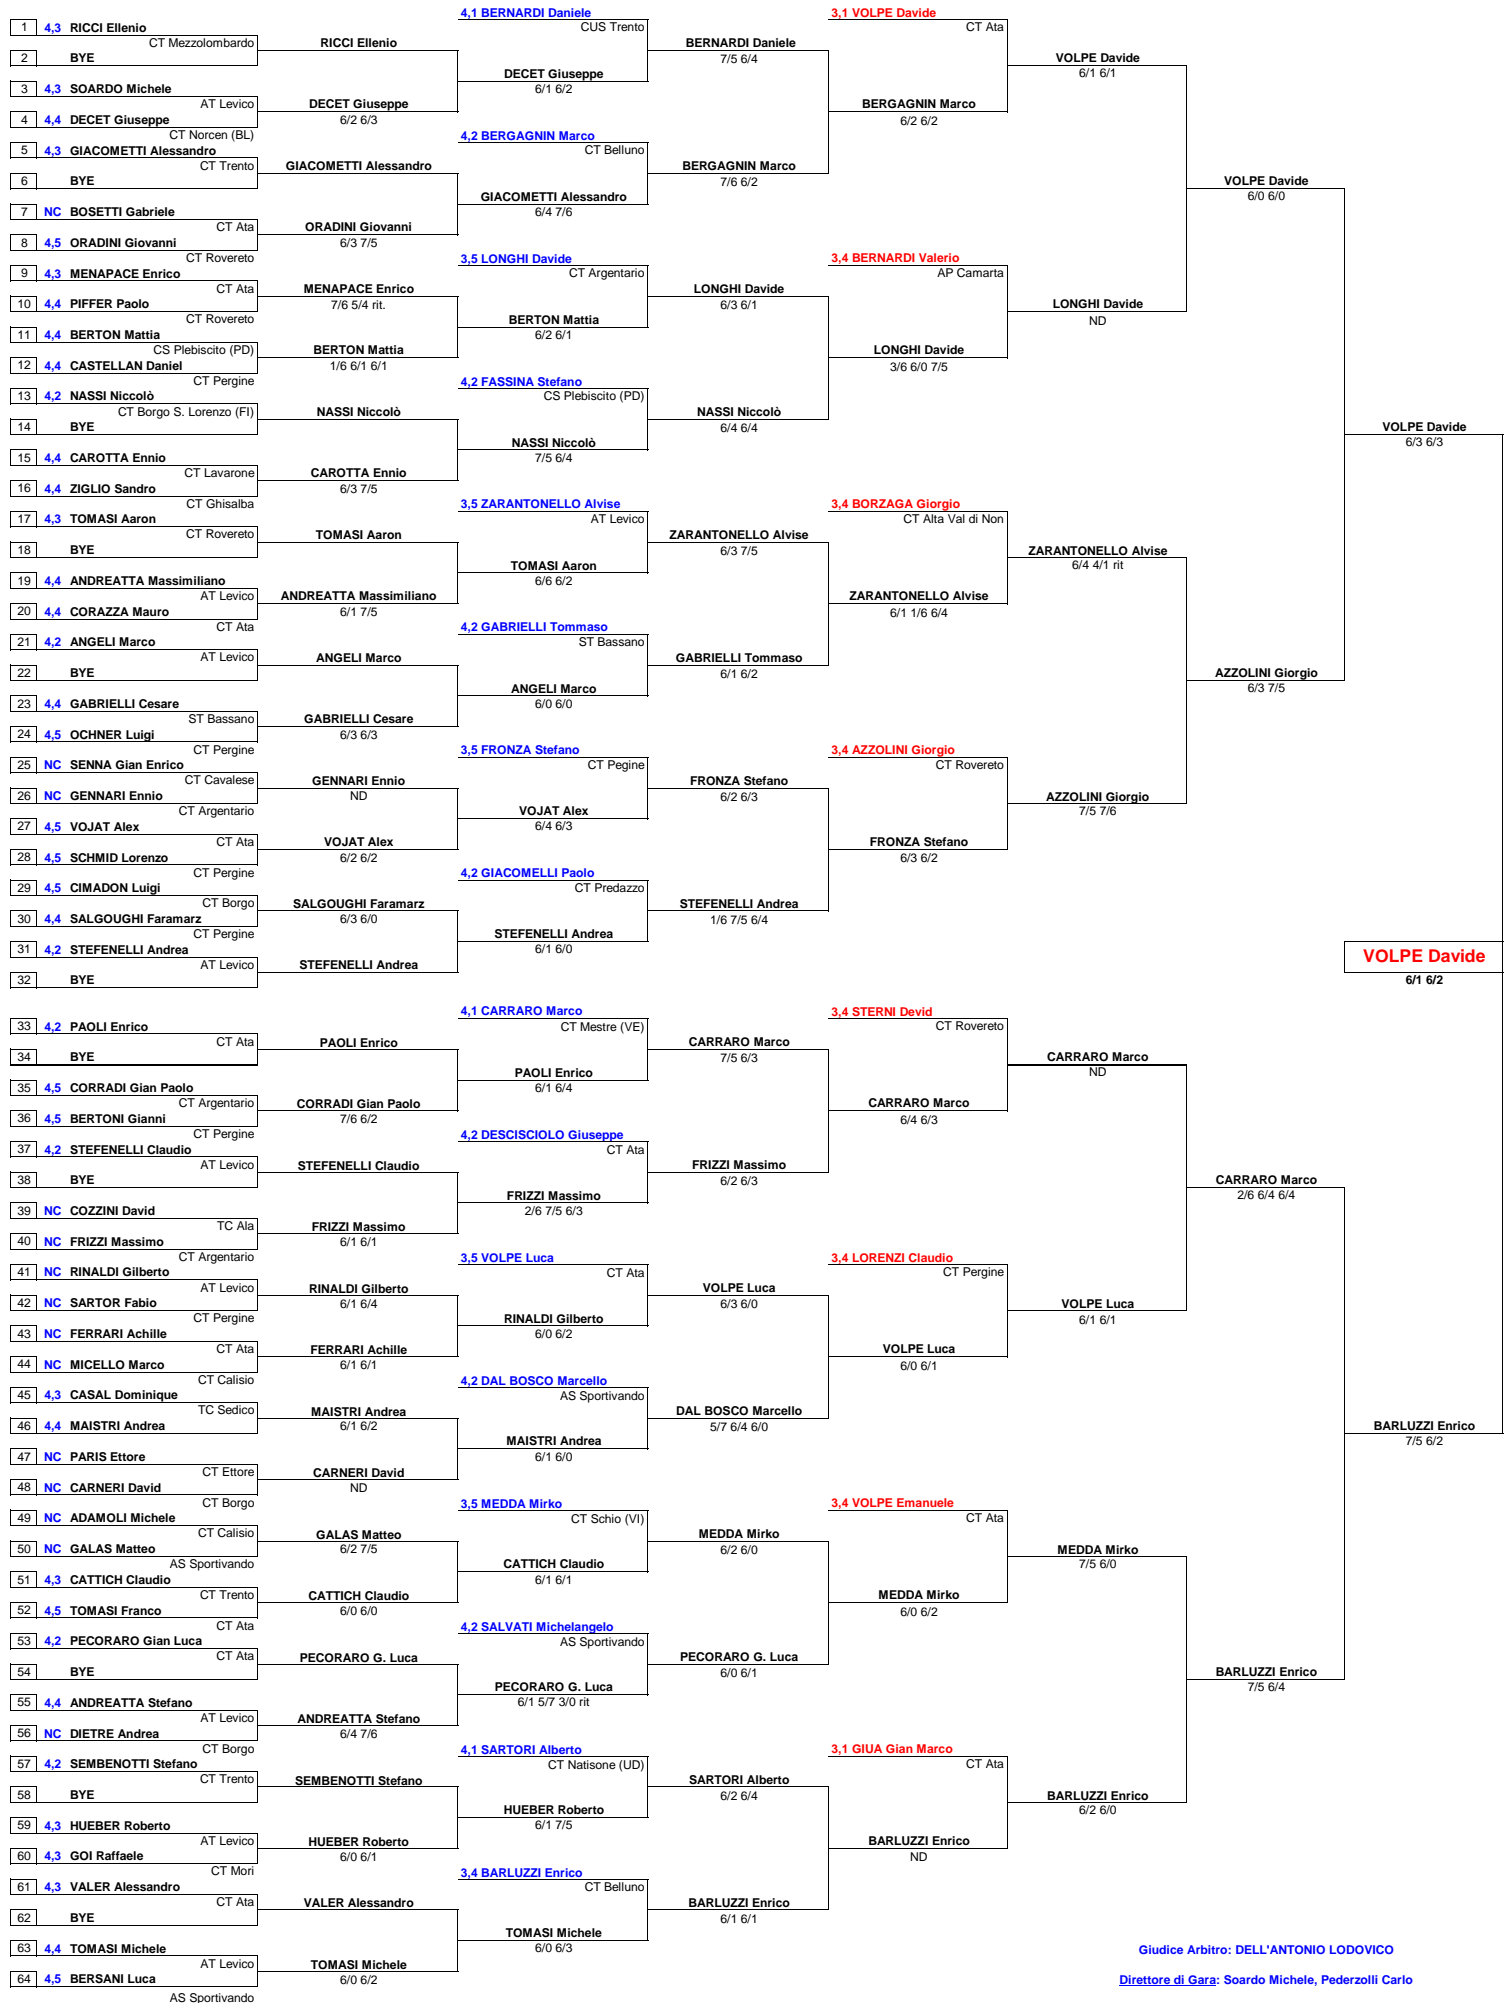 4,1 BERNARDI Daniele
3,1 VOLPE Davide
1 4,3 RICCI Ellenio
CUS Trento
CT Ata
CT Mezzolombardo
RICCI Ellenio
BERNARDI Daniele
2 BYE
7/5 6/4
VOLPE Davide
6/1 6/1
DECET Giuseppe
6/1 6/2
3 4,3 SOARDO Michele
AT Levico
DECET Giuseppe
BERGAGNIN Marco
4 4,4 DECET Giuseppe
6/2 6/3
6/2 6/2
CT Norcen (BL)
4,2 BERGAGNIN Marco
5 4,3 GIACOMETTI Alessandro
CT Belluno
CT Trento
GIACOMETTI Alessandro
BERGAGNIN Marco
6 BYE
7/6 6/2
VOLPE Davide
6/0 6/0
GIACOMETTI Alessandro
6/4 7/6
7 NC BOSETTI Gabriele
CT Ata
ORADINI Giovanni
8 4,5 ORADINI Giovanni
6/3 7/5
CT Rovereto
3,5 LONGHI Davide
3,4 BERNARDI Valerio
9 4,3 MENAPACE Enrico
CT Argentario
AP Camarta
CT Ata
MENAPACE Enrico
LONGHI Davide
10 4,4 PIFFER Paolo
7/6 5/4 rit.
6/3 6/1
LONGHI Davide
ND
CT Rovereto
BERTON Mattia
6/2 6/1
11 4,4 BERTON Mattia
CS Plebiscito (PD)
BERTON Mattia
LONGHI Davide
12 4,4 CASTELLAN Daniel
1/6 6/1 6/1
3/6 6/0 7/5
CT Pergine
4,2 FASSINA Stefano
13 4,2 NASSI Niccolò
CS Plebiscito (PD)
CT Borgo S. Lorenzo (FI)
NASSI Niccolò
NASSI Niccolò
14 BYE
6/4 6/4
VOLPE Davide
6/3 6/3
NASSI Niccolò
7/5 6/4
15 4,4 CAROTTA Ennio
CT Lavarone
CAROTTA Ennio
16 4,4 ZIGLIO Sandro
6/3 7/5
CT Ghisalba
3,5 ZARANTONELLO Alvise
3,4 BORZAGA Giorgio
17 4,3 TOMASI Aaron
AT Levico
CT Alta Val di Non
CT Rovereto
TOMASI Aaron
ZARANTONELLO Alvise
18 BYE
6/3 7/5
ZARANTONELLO Alvise
6/4 4/1 rit
TOMASI Aaron
6/6 6/2
19 4,4 ANDREATTA Massimiliano
AT Levico
ANDREATTA Massimiliano
ZARANTONELLO Alvise
20 4,4 CORAZZA Mauro
6/1 7/5
6/1 1/6 6/4
CT Ata
4,2 GABRIELLI Tommaso
21 4,2 ANGELI Marco
ST Bassano
AT Levico
ANGELI Marco
GABRIELLI Tommaso
22 BYE
6/1 6/2
AZZOLINI Giorgio
6/3 7/5
ANGELI Marco
6/0 6/0
23 4,4 GABRIELLI Cesare
ST Bassano
GABRIELLI Cesare
24 4,5 OCHNER Luigi
6/3 6/3
CT Pergine
3,5 FRONZA Stefano
3,4 AZZOLINI Giorgio
25 NC SENNA Gian Enrico
CT Pegine
CT Rovereto
CT Cavalese
GENNARI Ennio
FRONZA Stefano
26 NC GENNARI Ennio
ND
6/2 6/3
AZZOLINI Giorgio
7/5 7/6
CT Argentario
VOJAT Alex
6/4 6/3
27 4,5 VOJAT Alex
CT Ata
VOJAT Alex
FRONZA Stefano
28 4,5 SCHMID Lorenzo
6/2 6/2
6/3 6/2
CT Pergine
4,2 GIACOMELLI Paolo
29 4,5 CIMADON Luigi
CT Predazzo
CT Borgo
SALGOUGHI Faramarz
STEFENELLI Andrea
30 4,4 SALGOUGHI Faramarz
6/3 6/0
1/6 7/5 6/4
CT Pergine
STEFENELLI Andrea
6/1 6/0
31 4,2 STEFENELLI Andrea
AT Levico
STEFENELLI Andrea
VOLPE Davide
32 BYE
6/1 6/2
4,1 CARRARO Marco
3,4 STERNI Devid
33 4,2 PAOLI Enrico
CT Mestre (VE)
CT Rovereto
CT Ata
PAOLI Enrico
CARRARO Marco
34 BYE
7/5 6/3
CARRARO Marco
ND
PAOLI Enrico
6/1 6/4
35 4,5 CORRADI Gian Paolo
CT Argentario
CORRADI Gian Paolo
CARRARO Marco
36 4,5 BERTONI Gianni
7/6 6/2
6/4 6/3
CT Pergine
4,2 DESCISCIOLO Giuseppe
37 4,2 STEFENELLI Claudio
CT Ata
AT Levico
STEFENELLI Claudio
FRIZZI Massimo
38 BYE
6/2 6/3
CARRARO Marco
2/6 6/4 6/4
FRIZZI Massimo
2/6 7/5 6/3
39 NC COZZINI David
TC Ala
FRIZZI Massimo
40 NC FRIZZI Massimo
6/1 6/1
CT Argentario
3,5 VOLPE Luca
3,4 LORENZI Claudio
41 NC RINALDI Gilberto
CT Ata
CT Pergine
AT Levico
RINALDI Gilberto
VOLPE Luca
42 NC SARTOR Fabio
6/1 6/4
6/3 6/0
VOLPE Luca
6/1 6/1
CT Pergine
RINALDI Gilberto
6/0 6/2
43 NC FERRARI Achille
CT Ata
FERRARI Achille
VOLPE Luca
44 NC MICELLO Marco
6/1 6/1
6/0 6/1
CT Calisio
4,2 DAL BOSCO Marcello
45 4,3 CASAL Dominique
AS Sportivando
TC Sedico
MAISTRI Andrea
DAL BOSCO Marcello
46 4,4 MAISTRI Andrea
6/1 6/2
5/7 6/4 6/0
BARLUZZI Enrico
7/5 6/2
MAISTRI Andrea
6/1 6/0
47 NC PARIS Ettore
CT Ettore
CARNERI David
48 NC CARNERI David
ND
CT Borgo
3,5 MEDDA Mirko
3,4 VOLPE Emanuele
49 NC ADAMOLI Michele
CT Schio (VI)
CT Ata
CT Calisio
GALAS Matteo
MEDDA Mirko
50 NC GALAS Matteo
6/2 7/5
6/2 6/0
MEDDA Mirko
7/5 6/0
AS Sportivando
CATTICH Claudio
6/1 6/1
51 4,3 CATTICH Claudio
CT Trento
CATTICH Claudio
MEDDA Mirko
52 4,5 TOMASI Franco
6/0 6/0
6/0 6/2
CT Ata
4,2 SALVATI Michelangelo
53 4,2 PECORARO Gian Luca
AS Sportivando
CT Ata
PECORARO G. Luca
PECORARO G. Luca
54 BYE
6/0 6/1
BARLUZZI Enrico
7/5 6/4
PECORARO G. Luca
6/1 5/7 3/0 rit
55 4,4 ANDREATTA Stefano
AT Levico
ANDREATTA Stefano
56 NC DIETRE Andrea
6/4 7/6
CT Borgo
4,1 SARTORI Alberto
3,1 GIUA Gian Marco
57 4,2 SEMBENOTTI Stefano
CT Natisone (UD)
CT Ata
CT Trento
SEMBENOTTI Stefano
SARTORI Alberto
58 BYE
6/2 6/4
BARLUZZI Enrico
6/2 6/0
HUEBER Roberto
6/1 7/5
59 4,3 HUEBER Roberto
AT Levico
HUEBER Roberto
BARLUZZI Enrico
60 4,3 GOI Raffaele
6/0 6/1
ND
CT Mori
3,4 BARLUZZI Enrico
61 4,3 VALER Alessandro
CT Belluno
CT Ata
VALER Alessandro
BARLUZZI Enrico
62 BYE
6/1 6/1
TOMASI Michele
6/0 6/3
63 4,4 TOMASI Michele
Giudice Arbitro: DELL'ANTONIO LODOVICO
AT Levico
TOMASI Michele
64 4,5 BERSANI Luca
6/0 6/2
Direttore di Gara: Soardo Michele, Pederzolli Carlo
AS Sportivando